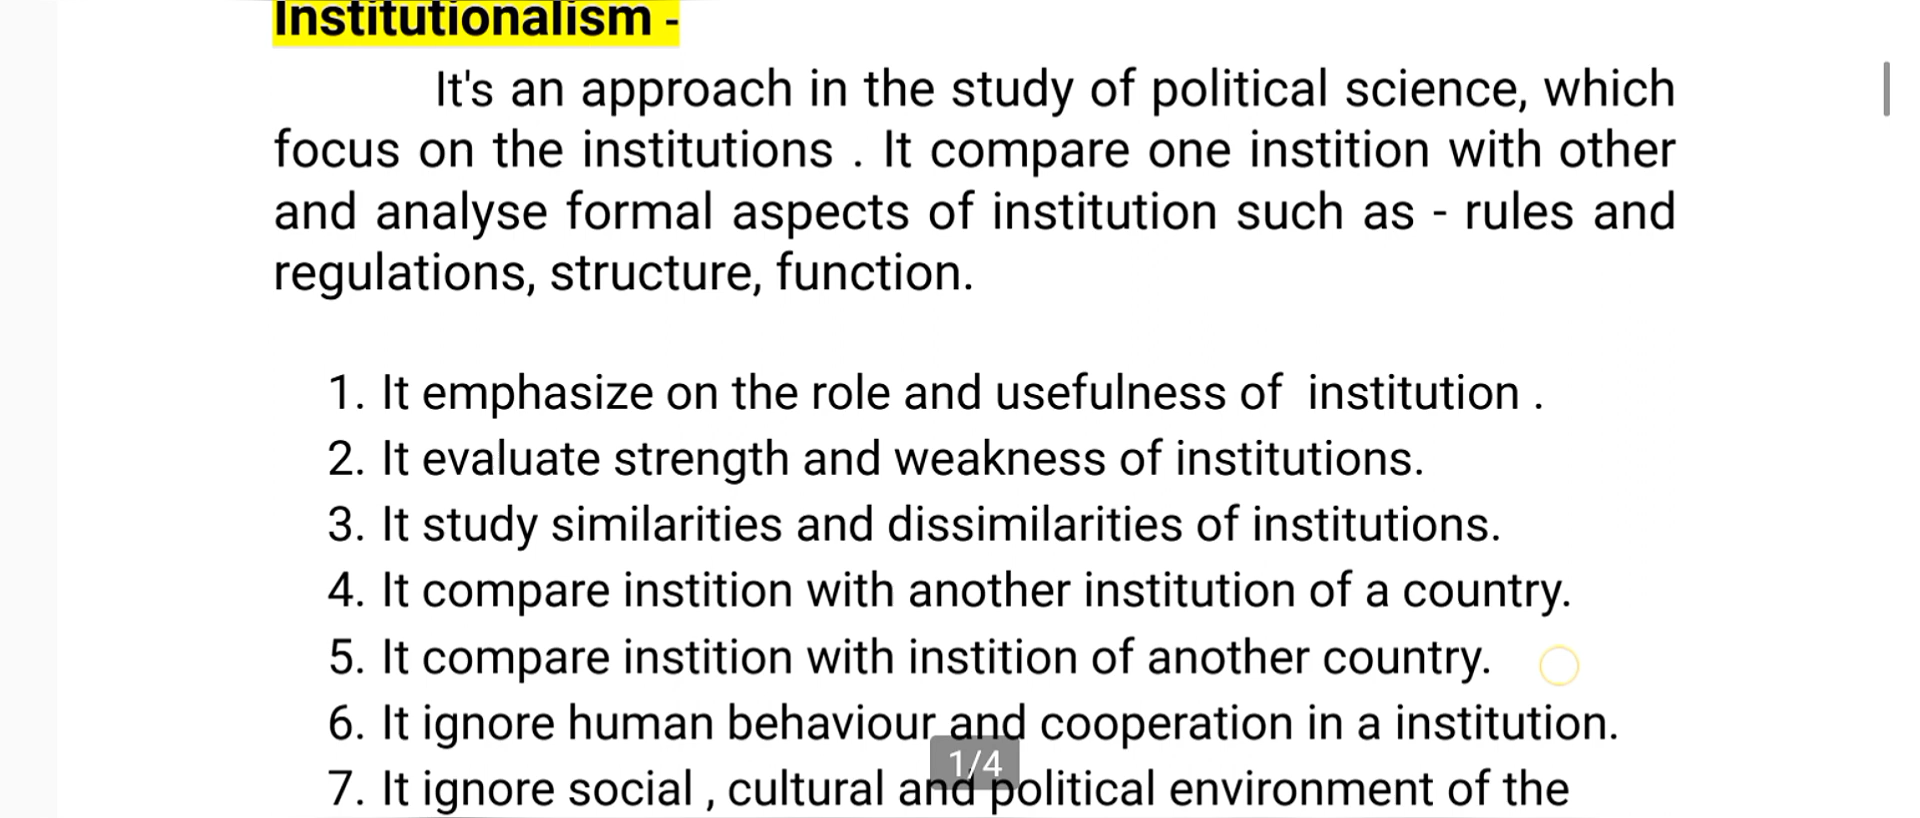 Institutionalism -
It's an approach in the study of political science, which
focus on the institutions . It compare one instition with other
and analyse formal aspects of institution such as - rules and
regulations, structure, function.
1. It emphasize on the role and usefulness of  institution .
2. It evaluate strength and weakness of institutions.
3. It study similarities and dissimilarities of institutions.
4. It compare instition with another institution of a country.
5. It compare instition with instition of another country.
6. It ignore human behaviour and cooperation in a institution.
1/4
7. It ignore social , cultural and political environment of the